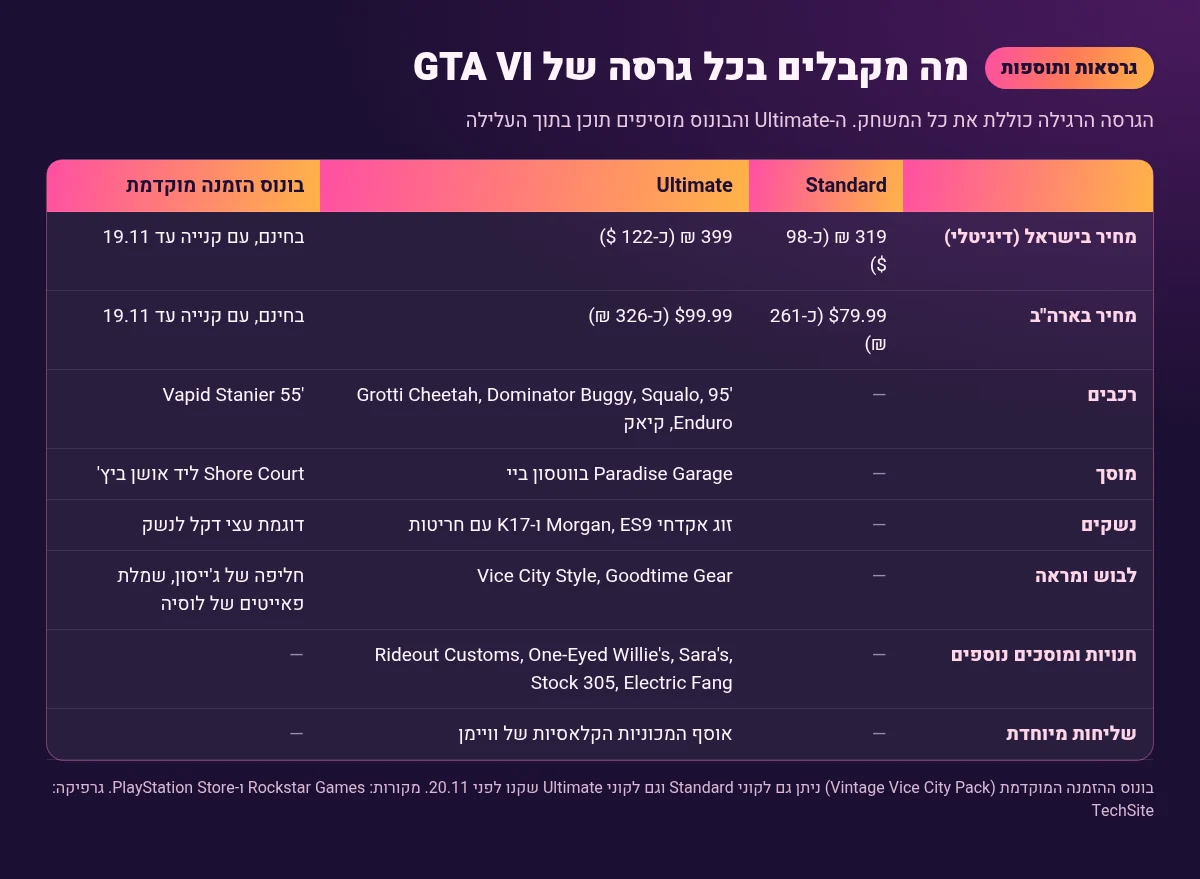 גרסאות ותוספות
מה מקבלים בכל גרסה של GTA VI
הגרסה הרגילה כוללת את כל המשחק. ה-Ultimate והבונוס מוסיפים תוכן בתוך העלילה
Standard Ultimate בונוס הזמנה מוקדמת
מחיר בישראל (דיגיטלי) 319 ₪ (כ-98 $) 399 ₪ (כ-122 $) בחינם, עם קנייה עד 19.11
מחיר בארה"ב $79.99 (כ-261 ₪) $99.99 (כ-326 ₪) בחינם, עם קנייה עד 19.11
רכבים — Grotti Cheetah, Dominator Buggy, Squalo, 95' Enduro, קיאק Vapid Stanier 55'
מוסך — Paradise Garage בווטסון ביי Shore Court ליד אושן ביץ'
נשקים — זוג אקדחי Morgan, ES9 ו-K17 עם חריטות דוגמת עצי דקל לנשק
לבוש ומראה — Vice City Style, Goodtime Gear חליפה של ג'ייסון, שמלת פאייטים של לוסיה
חנויות ומוסכים נוספים — Rideout Customs, One-Eyed Willie's, Sara's, Stock 305, Electric Fang —
שליחות מיוחדת — אוסף המכוניות הקלאסיות של וויימן —
בונוס ההזמנה המוקדמת (Vintage Vice City Pack) ניתן גם לקוני Standard וגם לקוני Ultimate שקנו לפני 20.11. מקורות: Rockstar Games ו-PlayStation Store. גרפיקה:
TechSite